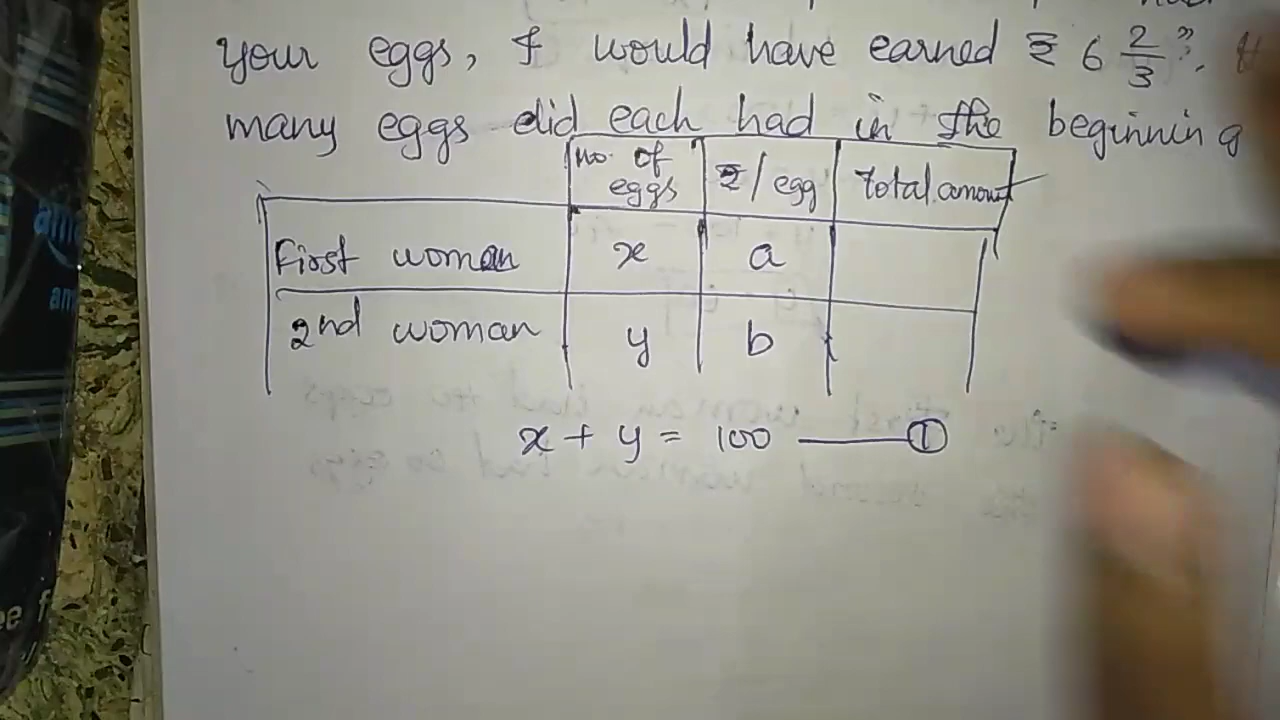 your eggs, I would have earned ₹ 6 2/3".
many eggs did each had in the beginning
no. of eggs ₹/egg total amount
First woman x a
2nd woman y b
x + y = 100 ——— ①